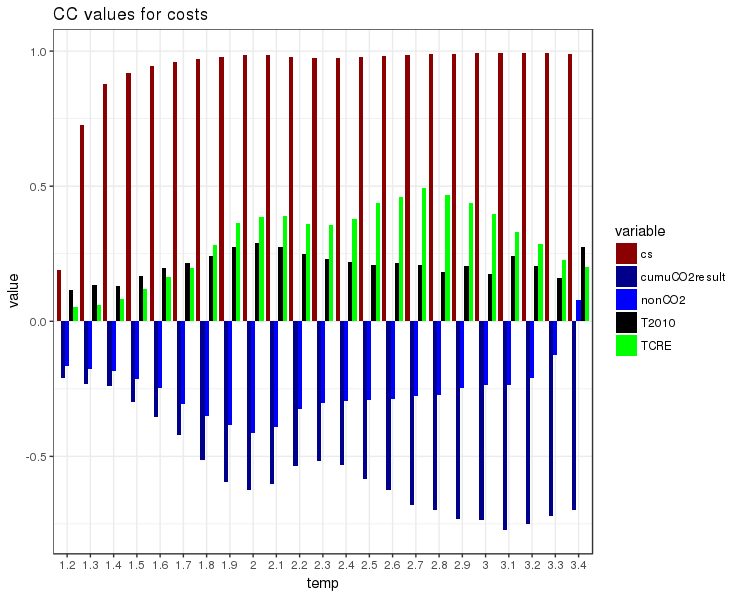 CC values for costs
1.0
0.5
0.0
-0.5
value
1.2 1.3 1.4 1.5 1.6 1.7 1.8 1.9 2 2.1 2.2 2.3 2.4 2.5 2.6 2.7 2.8 2.9 3 3.1 3.2 3.3 3.4
temp
variable
cs
cumuCO2result
nonCO2
T2010
TCRE